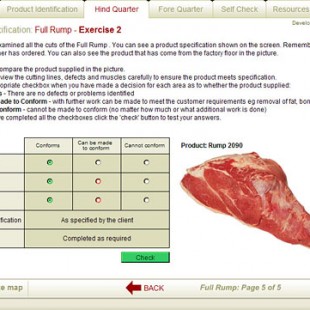 Product Identification Hind Quarter Fore Quarter Self Check Resources
Develo
ification: Full Rump - Exercise 2
examined all the cuts of the Full Rump . You can see a product specification shown on the screen. Rememb
er has ordered. You can also see the product that has come from the factory floor in the picture.
ompare the product supplied in the picture.
view the cutting lines, defects and muscles carefully to ensure the product meets specification.
opriate checkbox when you have made a decision for each area as to whether the product supplied:
s - There are no defects or problems identified
ade to Conform - with further work can be made to meet the customer requirements eg removal of fat, bon
onform - cannot be made to conform (no matter how much or what additional work is done)
e completed all the checkboxes click the 'check' button to test your answers.
Conforms Can be made to conform Cannot conform
Product: Rump 2090
ification As specified by the client
Completed as required
Check
e map BACK Full Rump: Page 5 of 5